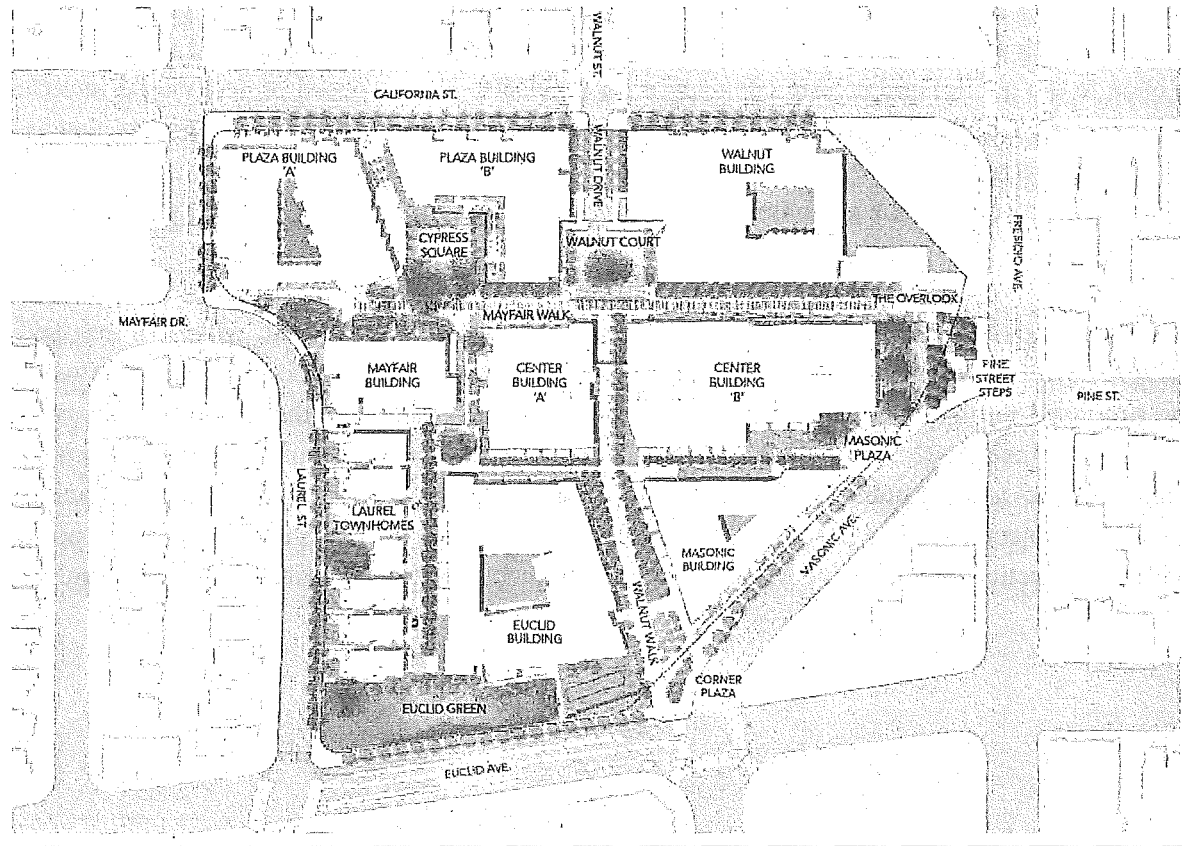 WALNUT ST.
CALIFORNIA ST.
WALNUT DRIVE
PLAZA BUILDING
'A'
PLAZA BUILDING
'B'
WALNUT
BUILDING
CYPRESS
SQUARE
WALNUT COURT
PRESIDIO AVE.
THE OVERLOOK
MAYFAIR DR.
MAYFAIR WALK
MAYFAIR
BUILDING
CENTER
BUILDING
'A'
CENTER
BUILDING
'B'
PINE
STREET
STEPS
PINE ST.
MASONIC
PLAZA
LAUREL ST.
LAUREL
TOWNHOMES
MASONIC
BUILDING
MASONIC AVE.
EUCLID
BUILDING
WALNUT WALK
CORNER
PLAZA
EUCLID GREEN
EUCLID AVE.